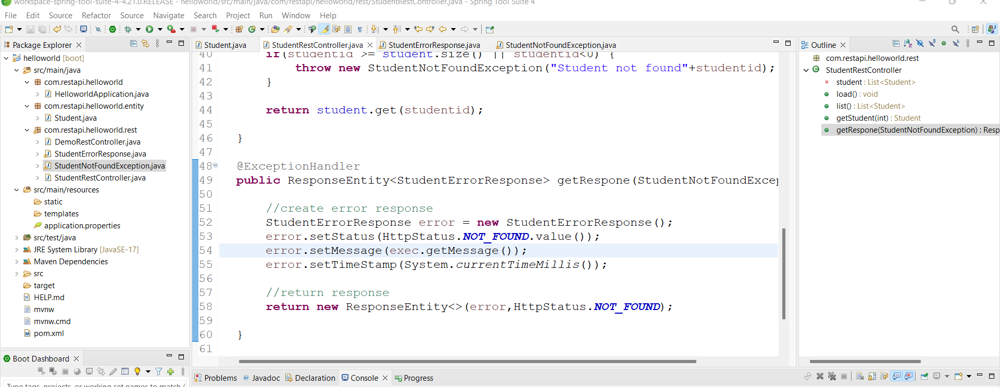 workspace-spring-tool-suite-4-4.21.0.RELEASE - helloworld/src/main/java/com/restapi/helloworld/rest/StudentRestController.java - Spring Tool Suite 4
File Edit Source Refactor Source Navigate Search Project Run Window Help
Package Explorer
helloworld [boot]
src/main/java
com.restapi.helloworld
HelloworldApplication.java
com.restapi.helloworld.entity
Student.java
com.restapi.helloworld.rest
DemoRestController.java
StudentErrorResponse.java
StudentNotFoundException.java
StudentRestController.java
src/main/resources
static
templates
application.properties
src/test/java
JRE System Library [JavaSE-17]
Maven Dependencies
src
target
HELP.md
mvnw
mvnw.cmd
pom.xml
Boot Dashboard
Type tags, projects, or working set names to match (
Student.java StudentRestController.java StudentErrorResponse.java StudentNotFoundException.java
40 if(studentid >= student.size() || studentid<0) {
41 throw new StudentNotFoundException("Student not found"+studentid);
42 }
43
44 return student.get(studentid);
45
46 }
47
48 @ExceptionHandler
49 public ResponseEntity<StudentErrorResponse> getRespone(StudentNotFoundExcep
50
51 //create error response
52 StudentErrorResponse error = new StudentErrorResponse();
53 error.setStatus(HttpStatus.NOT_FOUND.value());
54 error.setMessage(exec.getMessage());
55 error.setTimeStamp(System.currentTimeMillis());
56
57 //return response
58 return new ResponseEntity<>(error,HttpStatus.NOT_FOUND);
59
60 }
61
Problems Javadoc Declaration Console Progress
Outline
com.restapi.helloworld.rest
StudentRestController
student : List<Student>
load() : void
list() : List<Student>
getStudent(int) : Student
getRespone(StudentNotFoundException) : Resp